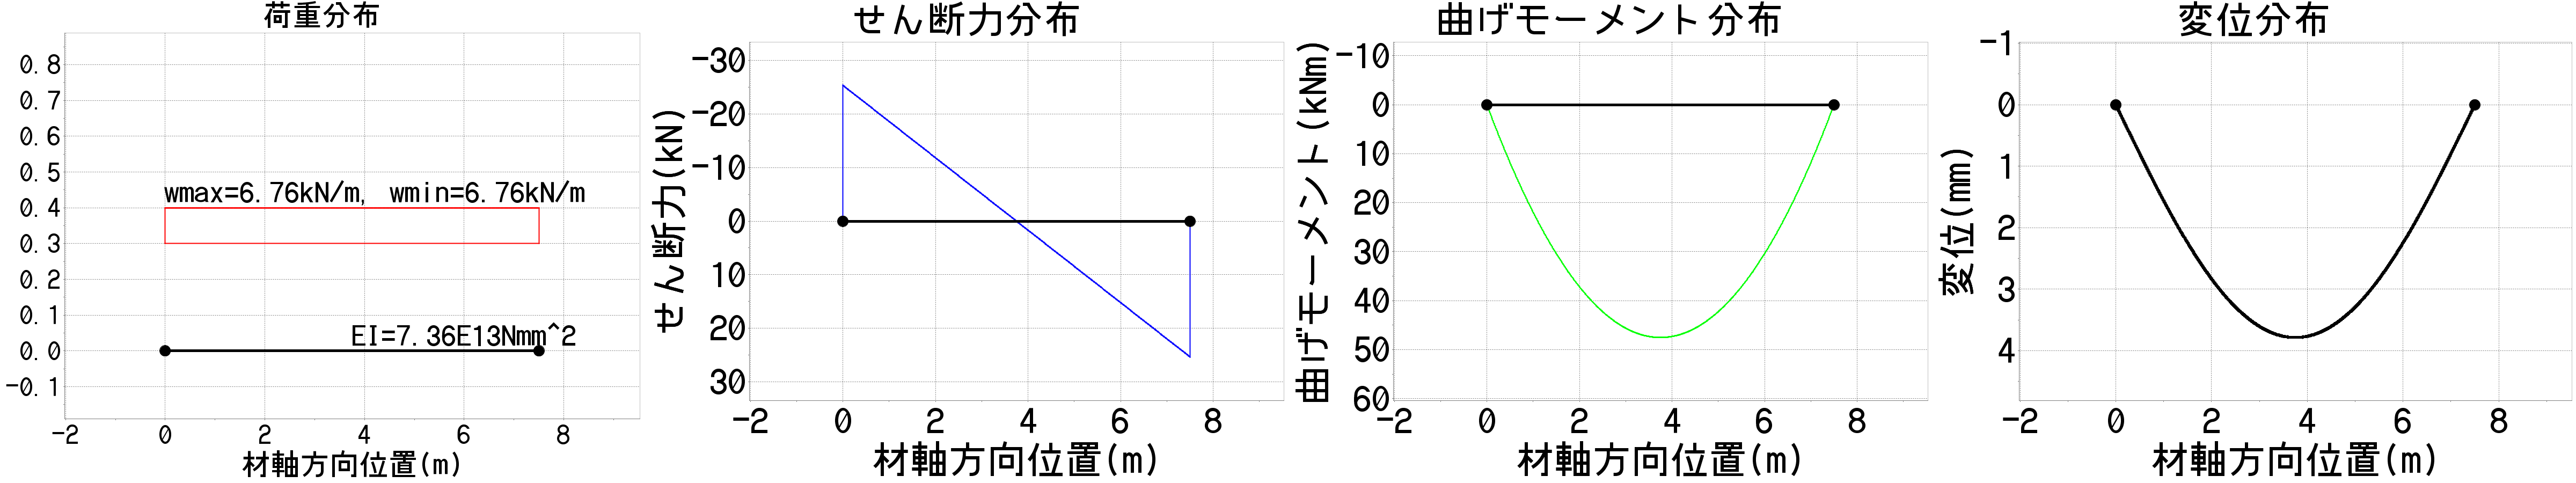 荷重分布
0.8
0.7
0.6
0.5
0.4
0.3
0.2
0.1
0.0
-0.1
wmax=6.76kN/m, wmin=6.76kN/m
EI=7.36E13Nmm^2
-2 0 2 4 6 8
材軸方向位置(m)
せん断力分布
せん断力(kN)
-30
-20
-10
0
10
20
30
-2 0 2 4 6 8
材軸方向位置(m)
曲げモーメント分布
曲げモーメント(kNm)
-10
0
10
20
30
40
50
60
-2 0 2 4 6 8
材軸方向位置(m)
変位分布
変位(mm)
-1
0
1
2
3
4
-2 0 2 4 6 8
材軸方向位置(m)